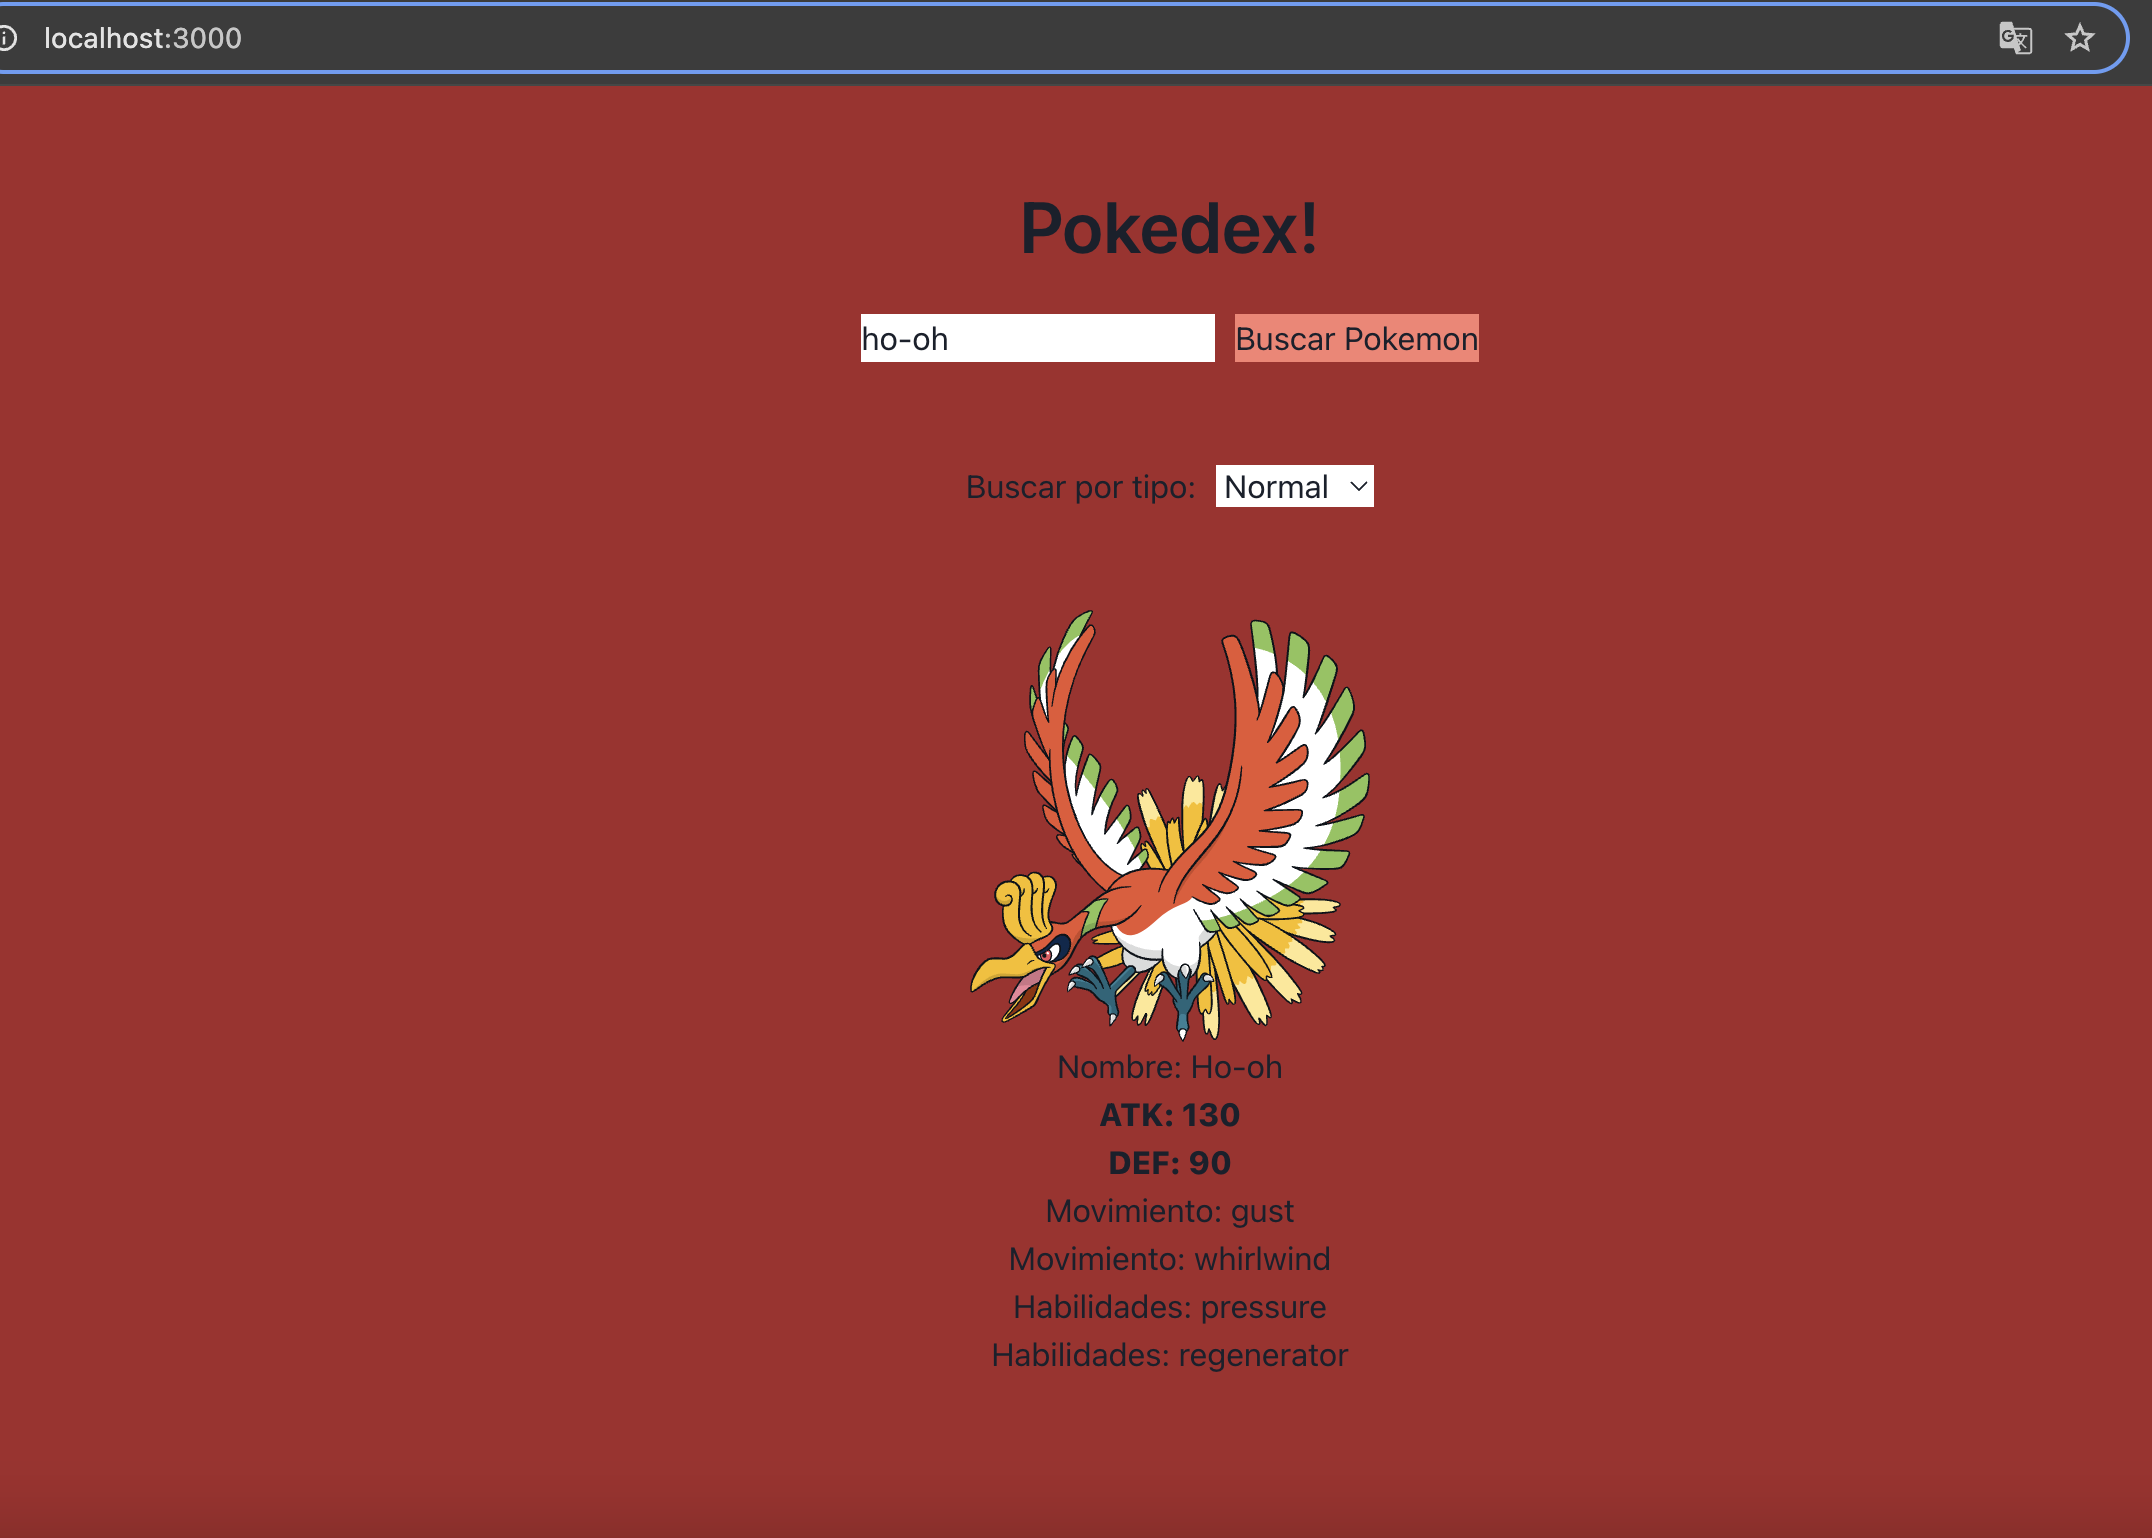 localhost:3000
Pokedex!
ho-oh Buscar Pokemon
Buscar por tipo: Normal
Nombre: Ho-oh
ATK: 130
DEF: 90
Movimiento: gust
Movimiento: whirlwind
Habilidades: pressure
Habilidades: regenerator